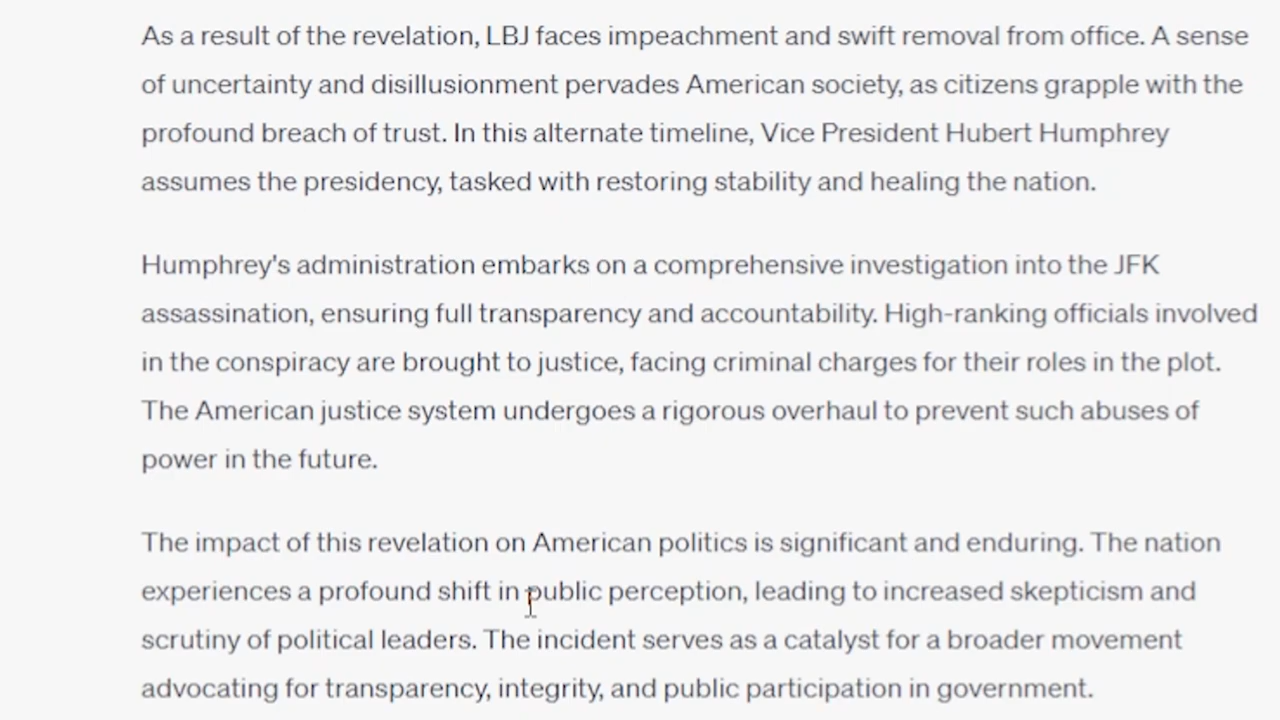 As a result of the revelation, LBJ faces impeachment and swift removal from office. A sense
of uncertainty and disillusionment pervades American society, as citizens grapple with the
profound breach of trust. In this alternate timeline, Vice President Hubert Humphrey
assumes the presidency, tasked with restoring stability and healing the nation.
Humphrey's administration embarks on a comprehensive investigation into the JFK
assassination, ensuring full transparency and accountability. High-ranking officials involved
in the conspiracy are brought to justice, facing criminal charges for their roles in the plot.
The American justice system undergoes a rigorous overhaul to prevent such abuses of
power in the future.
The impact of this revelation on American politics is significant and enduring. The nation
experiences a profound shift in public perception, leading to increased skepticism and
scrutiny of political leaders. The incident serves as a catalyst for a broader movement
advocating for transparency, integrity, and public participation in government.